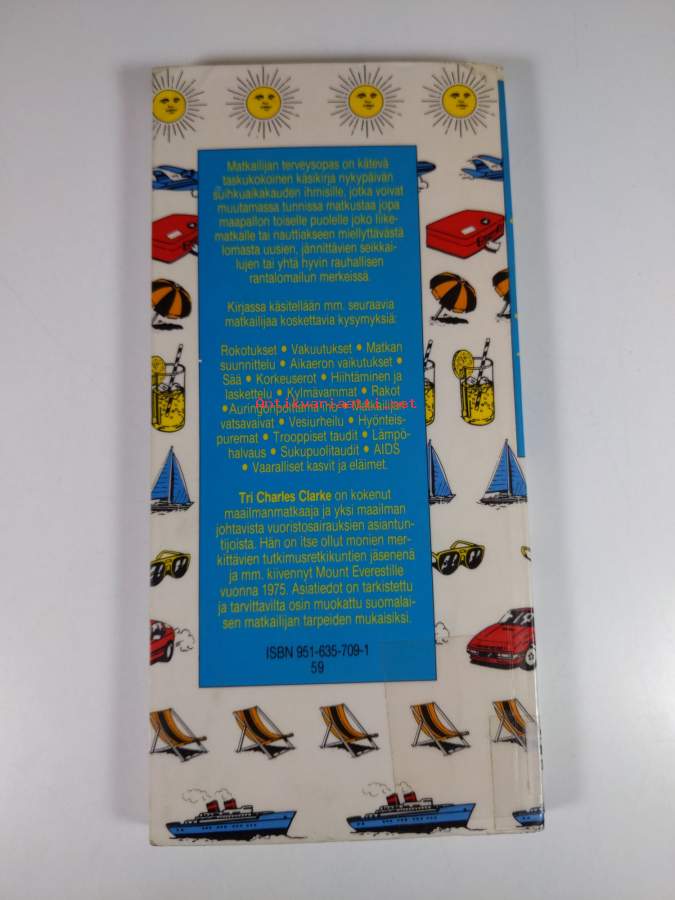 Matkailijan terveysopas on kätevä
taskukokoinen käsikirja nykypäivän
suihkuaikakauden ihmisille, jotka voivat
muutamassa tunnissa matkustaa jopa
maapallon toiselle puolelle joko liike-
matkalle tai nauttiakseen miellyttävästä
lomasta uusien, jännittävien seikkai-
lujen tai yhtä hyvin rauhallisen
rantalomailun merkeissä.
Kirjassa käsitellään mm. seuraavia
matkailijaa koskettavia kysymyksiä:
Rokotukset • Vakuutukset • Matkan
suunnittelu • Aikaeron vaikutukset •
Sää • Korkeuserot • Hiihtäminen ja
laskettelu • Kylmävammat • Rakot
Antikvariaatti.net
• Matkailijan
vatsavaivat • Vesiurheilu • Hyönteis-
puremat • Trooppiset taudit • Lämpö-
halvaus • Sukupuolitaudit • AIDS
• Vaaralliset kasvit ja eläimet.
Tri Charles Clarke on kokenut
maailmanmatkaaja ja yksi maailman
johtavista vuoristosairauksien asiantun-
tijoista. Hän on itse ollut monien mer-
kittävien tutkimusretkikuntien jäsenenä
ja mm. kiivennyt Mount Everestille
vuonna 1975. Asiatiedot on tarkistettu
ja tarvittavilta osin muokattu suomalai-
sen matkailijan tarpeiden mukaisiksi.
ISBN 951-635-709-1
59